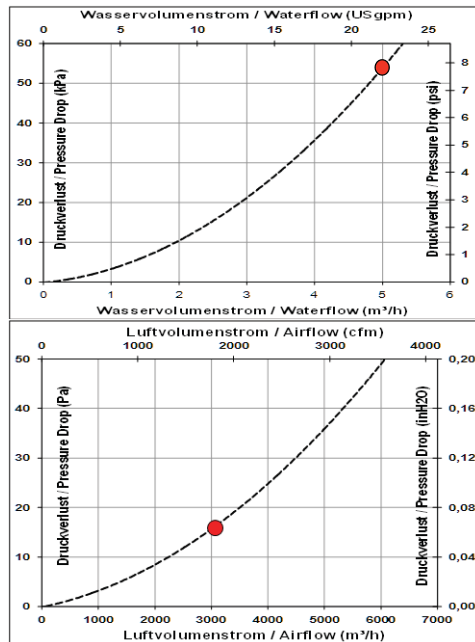 Wasservolumenstrom / Waterflow (USgpm)
0 5 10 15 20 25
60
50
40
30
20
10
0
Druckverlust / Pressure Drop (kPa)
Druckverlust / Pressure Drop (psi)
8
7
6
5
4
3
2
1
0
0 1 2 3 4 5 6
Wasservolumenstrom / Waterflow (m³/h)
Luftvolumenstrom / Airflow (cfm)
0 1000 2000 3000 4000
50
40
30
20
10
0
Druckverlust / Pressure Drop (Pa)
Druckverlust / Pressure Drop (inH2O)
0,20
0,16
0,12
0,08
0,04
0,00
0 1000 2000 3000 4000 5000 6000 7000
Luftvolumenstrom / Airflow (m³/h)